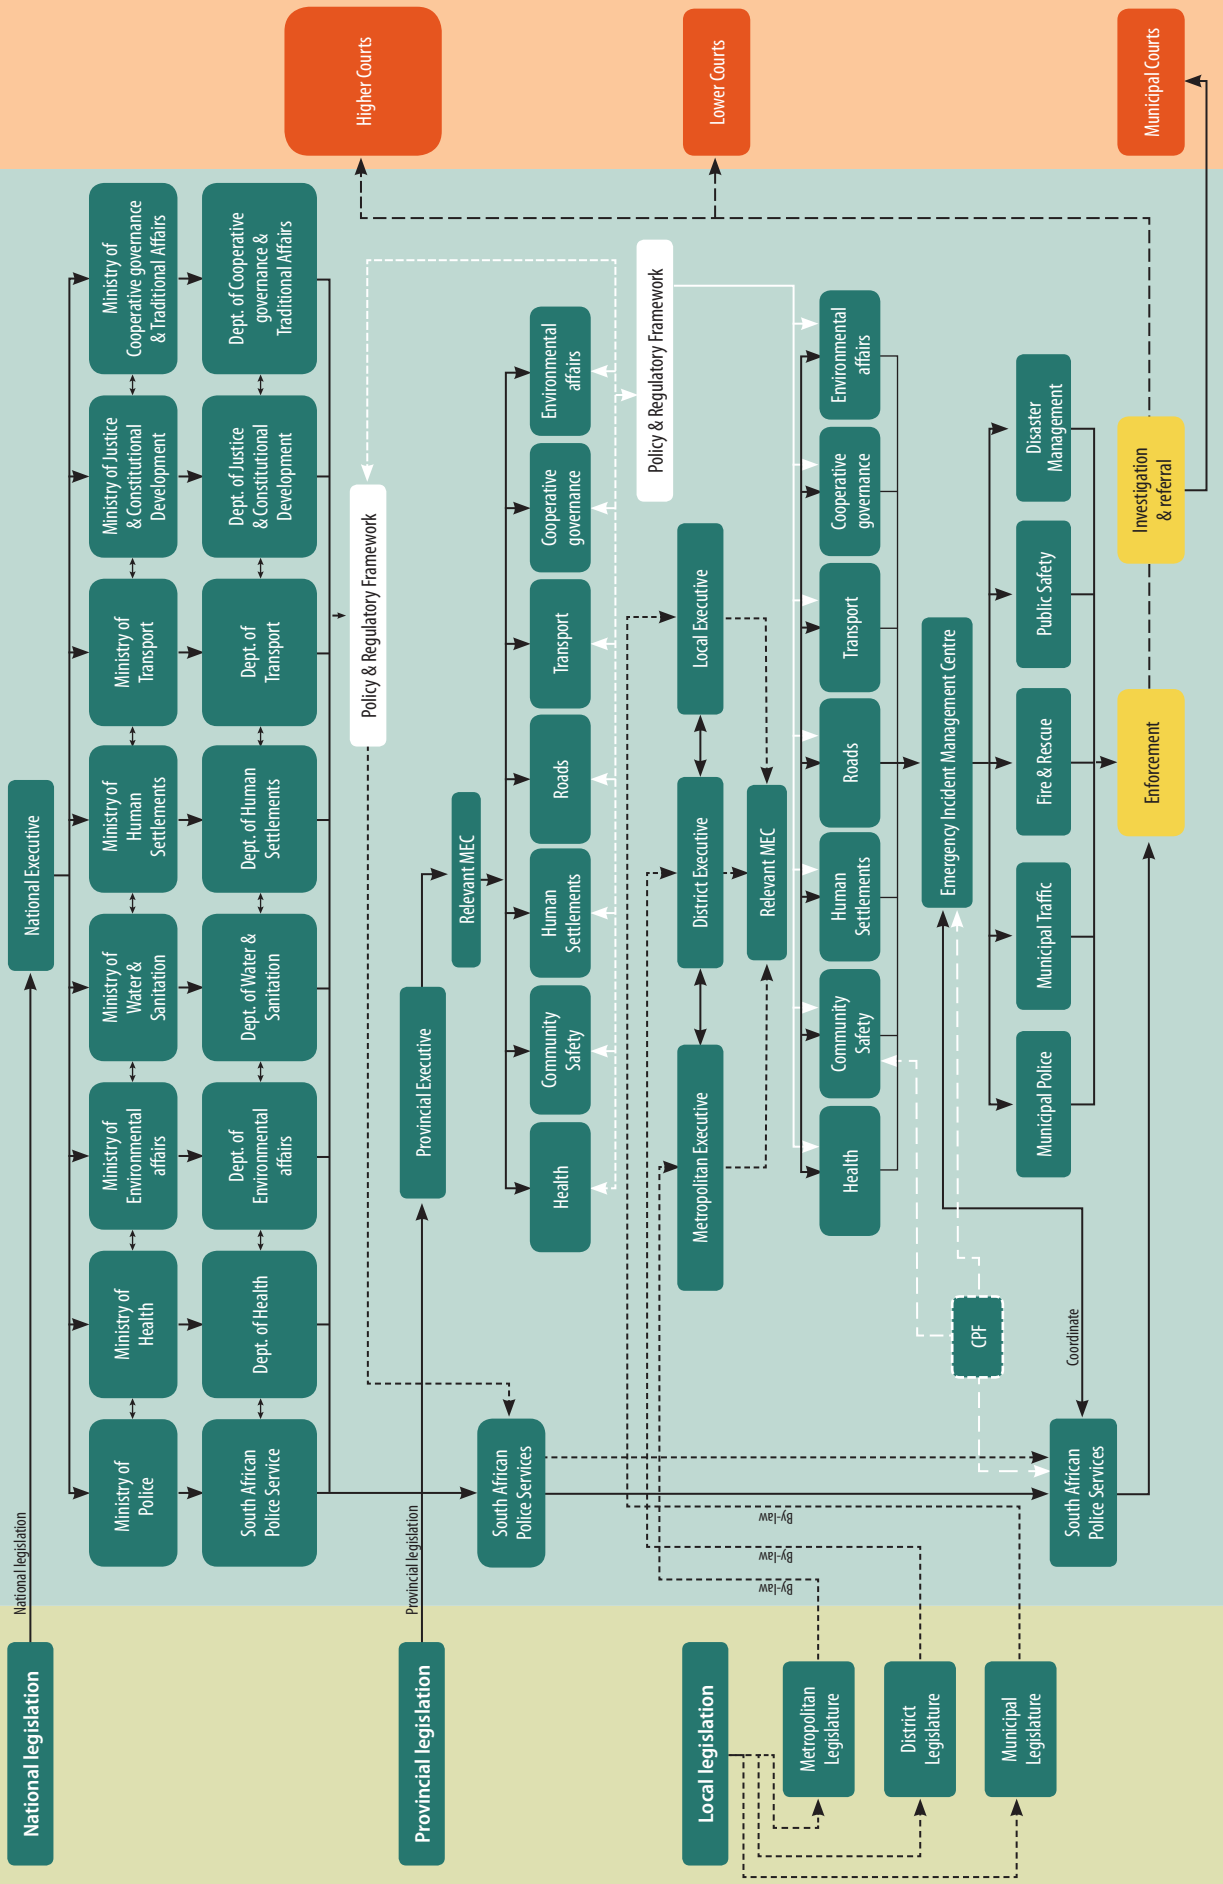 National legislation
National legislation
National Executive
Ministry of
Police
Ministry of
Health
Ministry of
Environmental
affairs
Ministry of
Water &
Sanitation
Ministry of
Human
Settlements
Ministry of
Transport
Ministry of Justice
& Constitutional
Development
Ministry of
Cooperative governance
& Traditional Affairs
South African
Police Service
Dept. of Health
Dept. of
Environmental
affairs
Dept. of Water &
Sanitation
Dept. of Human
Settlements
Dept. of
Transport
Dept. of Justice
& Constitutional
Development
Dept. of Cooperative
governance &
Traditional Affairs
Higher Courts
Policy & Regulatory Framework
Provincial legislation
Provincial legislation
Provincial Executive
Relevant MEC
South African
Police Services
Health
Community
Safety
Human
Settlements
Roads
Transport
Cooperative
governance
Environmental
affairs
Policy & Regulatory Framework
Local legislation
Metropolitan Executive
District Executive
Local Executive
Lower Courts
Relevant MEC
By-law
By-law
By-law
Metropolitan
Legislature
District
Legislature
Municipal
Legislature
Health
Community
Safety
Human
Settlements
Roads
Transport
Cooperative
governance
Environmental
affairs
Emergency Incident Management Centre
CPF
Coordinate
South African
Police Services
Municipal Police
Municipal Traffic
Fire & Rescue
Public Safety
Disaster
Management
Enforcement
Investigation
& referral
Municipal Courts